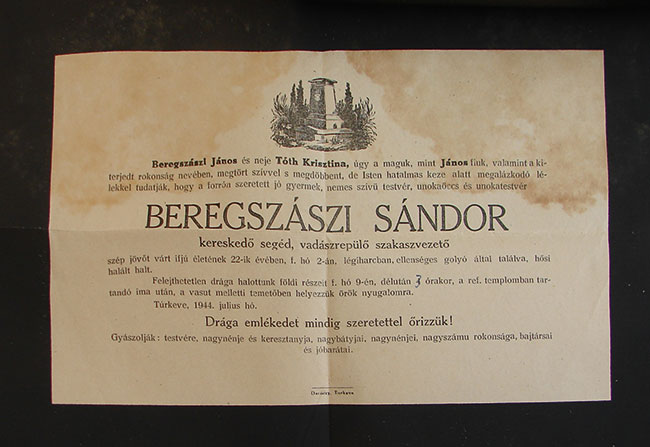 Beregszászi János és neje Tóth Krisztina, úgy a maguk, mint János fiuk, valamint a ki-
terjedt rokonság nevében, megtört szívvel s megdöbbent, de Isten hatalmas keze alatt megalázkodó lé-
lekkel tudatják, hogy a forrón szeretett jó gyermek, nemes szívű testvér, unokaöccs és unokatestvér
BEREGSZÁSZI SÁNDOR
kereskedő segéd, vadászrepülő szakaszvezető
szép jövőt várt ifjú életének 22-ik évében, f. hó 2-án, légiharcban, ellenséges golyó által találva, hősi
halált halt.
Felejthetetlen drága halottunk földi részeit f. hó 9-én, délután 3 órakor, a ref. templomban tar-
tandó ima után, a vasut melletti temetőben helyezzük örök nyugalomra.
Túrkeve, 1944. julius hó.
Drága emlékedet mindig szeretettel őrizzük!
Gyászolják: testvére, nagynénje és keresztanyja, nagybátyjai, nagynénjei, nagyszámu rokonsága, bajtársai
és jóbarátai.
Túrkeve